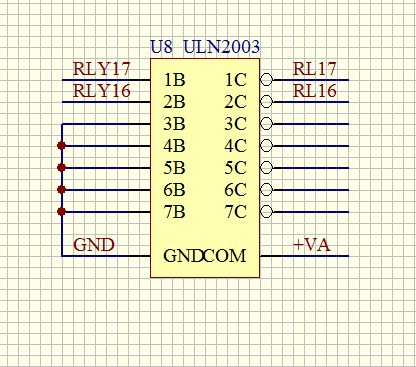 U8 ULN2003
RLY17 1B 1C RL17
RLY16 2B 2C RL16
3B 3C
4B 4C
5B 5C
6B 6C
7B 7C
GND GND COM +VA